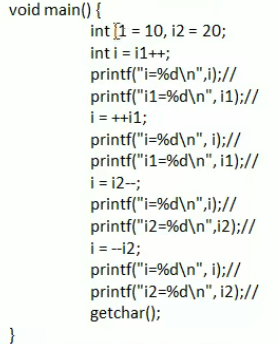 void main() {
int i1 = 10, i2 = 20;
int i = i1++;
printf("i=%d\n",i);//
printf("i1=%d\n", i1);//
i = ++i1;
printf("i=%d\n", i);//
printf("i1=%d\n", i1);//
i = i2--;
printf("i=%d\n",i);//
printf("i2=%d\n",i2);//
i = --i2;
printf("i=%d\n", i);//
printf("i2=%d\n", i2);//
getchar();
}